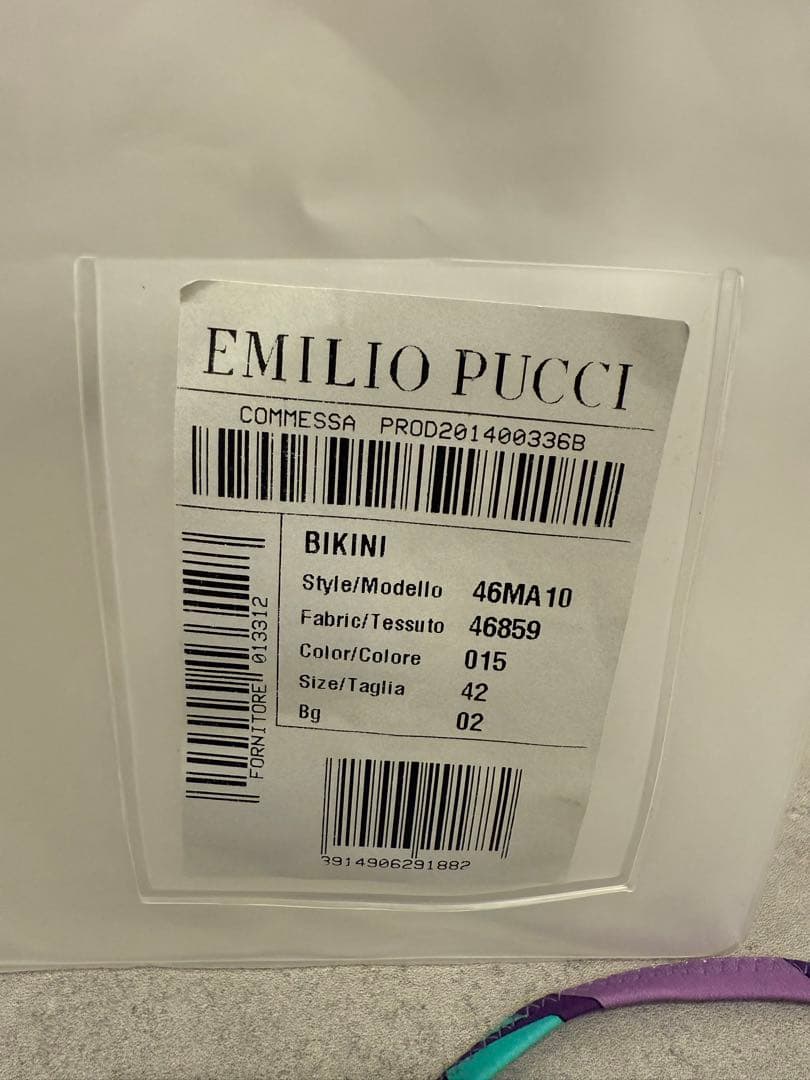 EMILIO PUCCI
COMMESSA PROD201400336B
BIKINI
Style/Modello 46MA10
Fabric/Tessuto 46859
Color/Colore 015
Size/Taglia 42
Bg 02
FORNITORE 013312
3914906291882